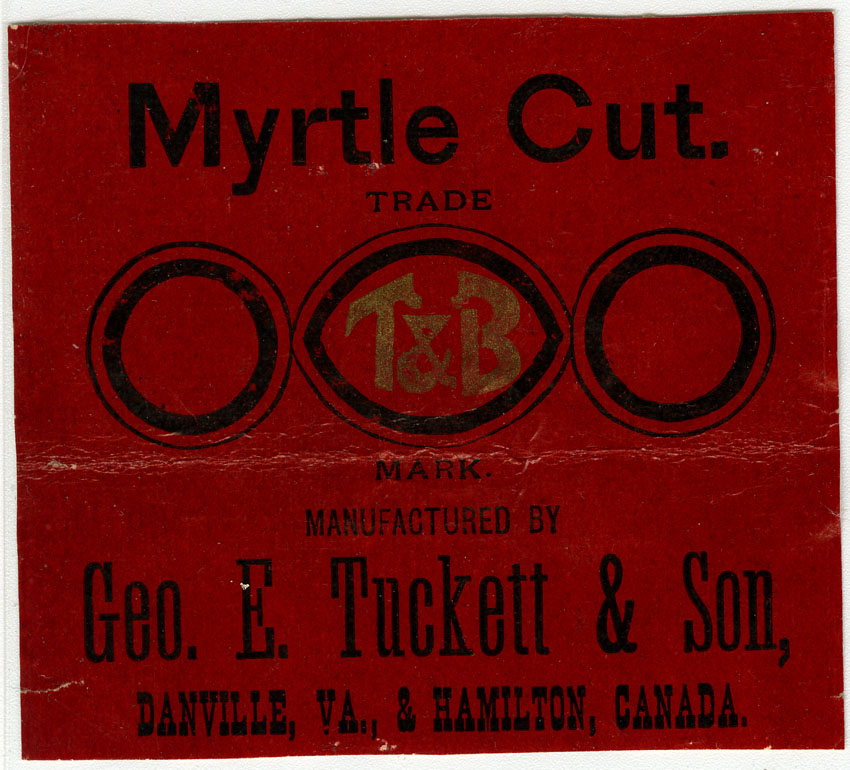 Myrtle Cut.
TRADE
T&B
MARK.
MANUFACTURED BY
Geo. E. Tuckett & Son,
DANVILLE, VA., & HAMILTON, CANADA.